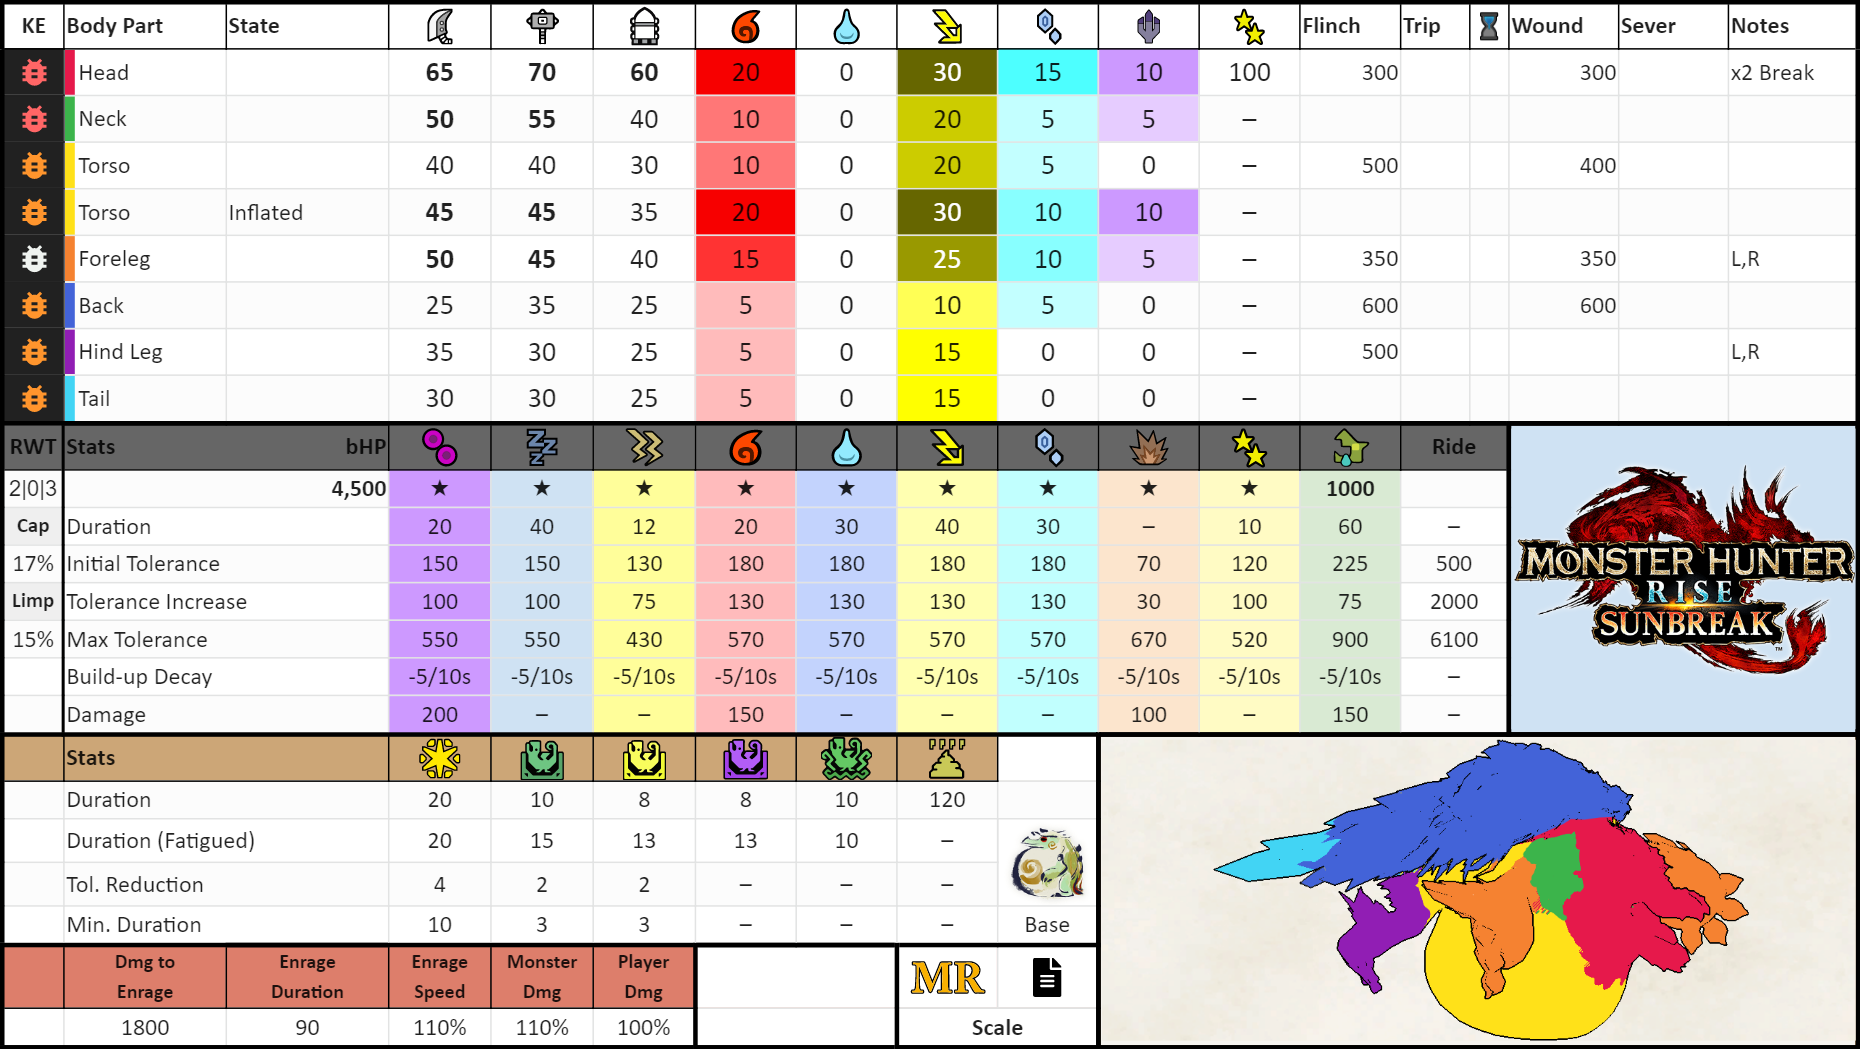 KE Body Part State Flinch Trip Wound Sever Notes
Head 65 70 60 20 0 30 15 10 100 300 300 x2 Break
Neck 50 55 40 10 0 20 5 5 –
Torso 40 40 30 10 0 20 5 0 – 500 400
Torso Inflated 45 45 35 20 0 30 10 10 –
Foreleg 50 45 40 15 0 25 10 5 – 350 350 L,R
Back 25 35 25 5 0 10 5 0 – 600 600
Hind Leg 35 30 25 5 0 15 0 0 – 500 L,R
Tail 30 30 25 5 0 15 0 0 –
RWT Stats bHP Ride
2|0|3 4,500 ★ ★ ★ ★ ★ ★ ★ ★ ★ 1000
Cap Duration 20 40 12 20 30 40 30 – 10 60 –
17% Initial Tolerance 150 150 130 180 180 180 180 70 120 225 500
Limp Tolerance Increase 100 100 75 130 130 130 130 30 100 75 2000
15% Max Tolerance 550 550 430 570 570 570 570 670 520 900 6100
Build-up Decay -5/10s -5/10s -5/10s -5/10s -5/10s -5/10s -5/10s -5/10s -5/10s -5/10s –
Damage 200 – – 150 – – – 100 – 150 –
MONSTER HUNTER
RISE
SUNBREAK™
Stats
Duration 20 10 8 8 10 120
Duration (Fatigued) 20 15 13 13 10 –
Tol. Reduction 4 2 2 – – –
Min. Duration 10 3 3 – – – Base
Dmg to Enrage Enrage Duration Enrage Speed Monster Dmg Player Dmg MR
1800 90 110% 110% 100% Scale